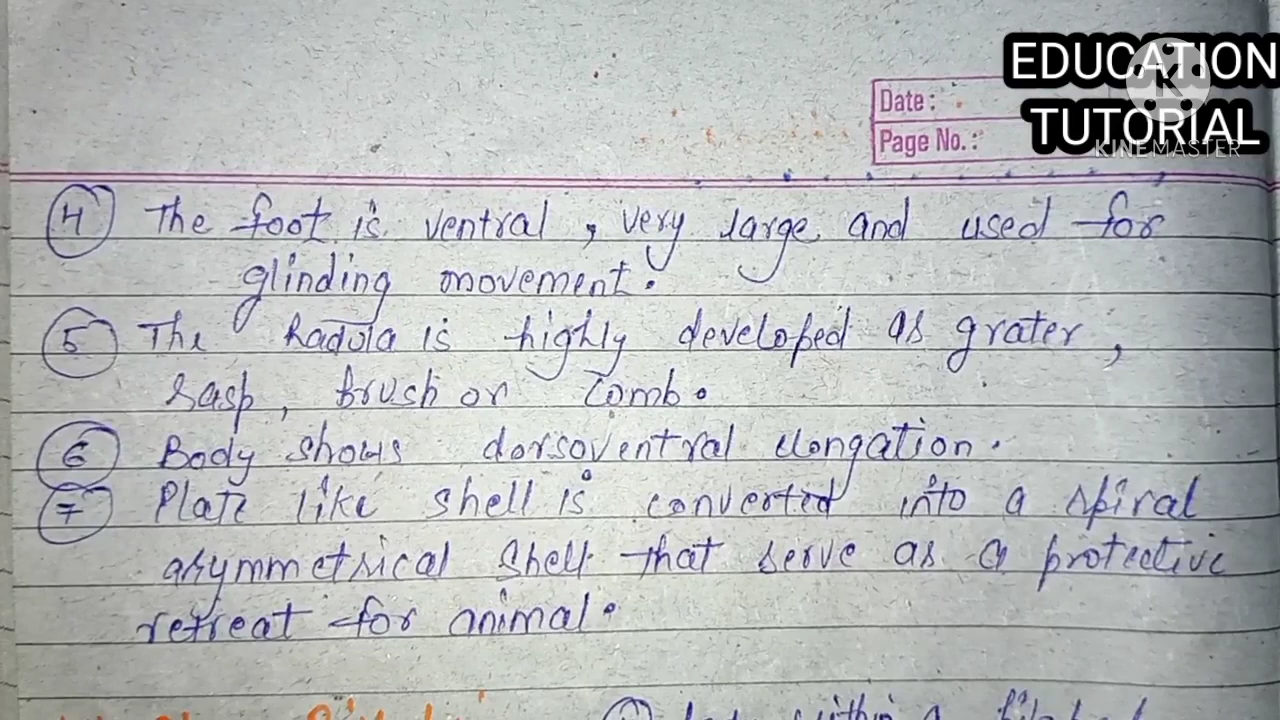 EDUCATION
TUTORIAL
KINEMASTER
Date :
Page No. :
4 The foot is ventral , very large and used for
glinding movement.
5 The Radula is highly developed as grater ,
rasp , brush or comb.
6 Body shows dorsoventral elongation.
7 Plate like shell is converted into a spiral
asymmetrical shell that serve as a protective
retreat for animal.
within a